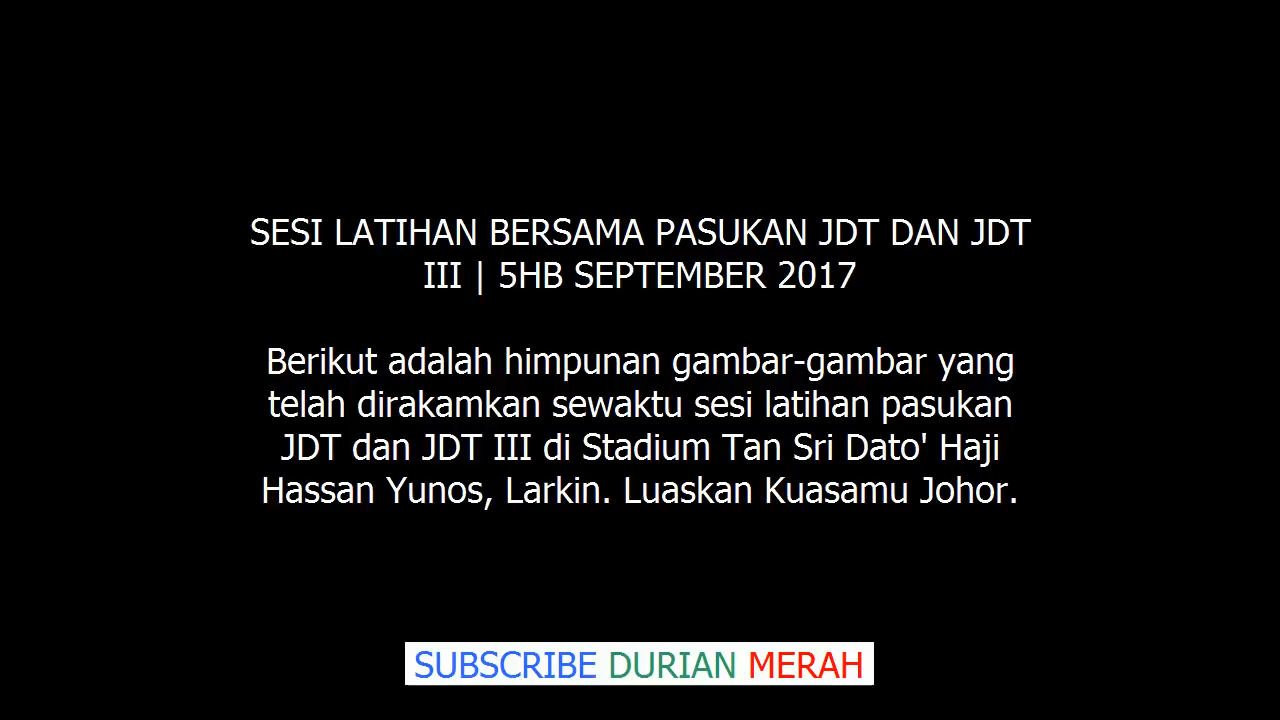 SESI LATIHAN BERSAMA PASUKAN JDT DAN JDT
III | 5HB SEPTEMBER 2017
Berikut adalah himpunan gambar-gambar yang
telah dirakamkan sewaktu sesi latihan pasukan
JDT dan JDT III di Stadium Tan Sri Dato' Haji
Hassan Yunos, Larkin. Luaskan Kuasamu Johor.
SUBSCRIBE DURIAN MERAH